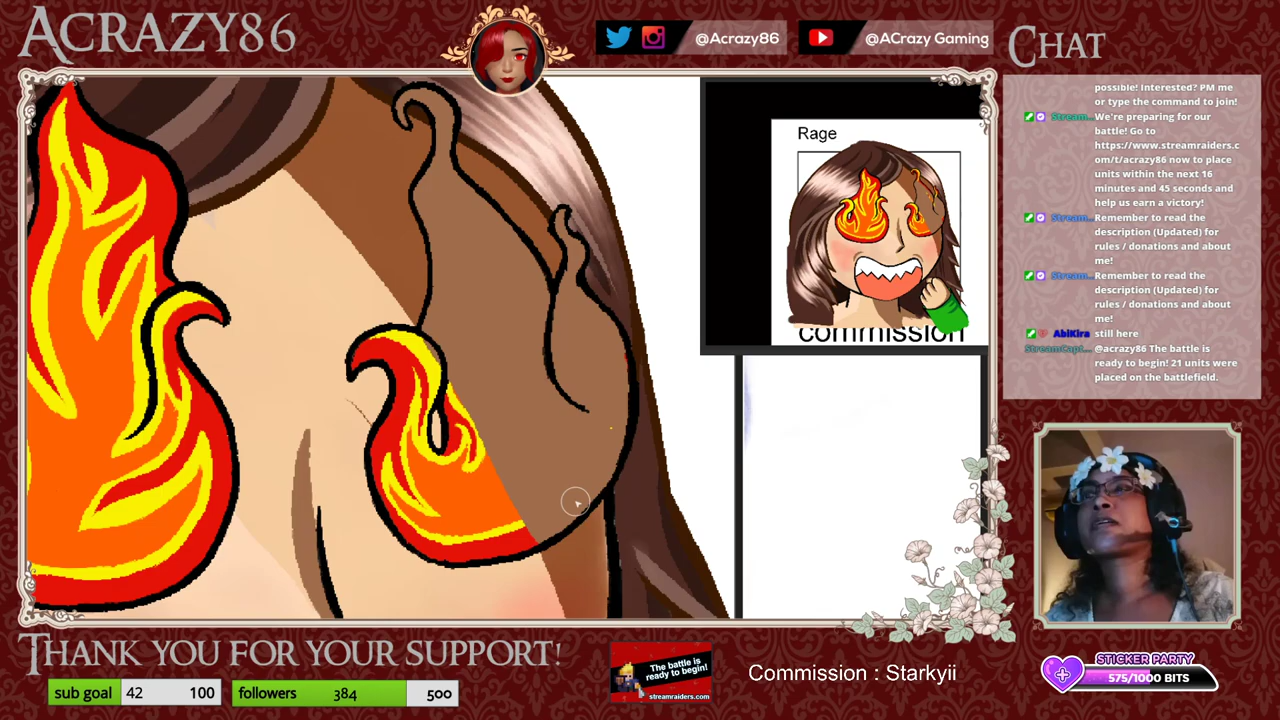 ACRAZY86
@Acrazy86
@ACrazy Gaming
CHAT
possible! Interested? PM me
or type the command to join!
Stream... We're preparing for our
battle! Go to
https://www.streamraiders.c
om/t/acrazy86 now to place
units within the next 16
minutes and 45 seconds and
help us earn a victory!
Stream... Remember to read the
description (Updated) for
rules / donations and about
me!
Stream... Remember to read the
description (Updated) for
rules / donations and about
me!
AbiKira still here
StreamCapt... @acrazy86 The battle is
ready to begin! 21 units were
placed on the battlefield.
Rage
commission
THANK YOU FOR YOUR SUPPORT!
sub goal 42 100
followers 384 500
The battle is
ready to begin!
streamraiders.com
Commission : Starkyii
STICKER PARTY
575/1000 BITS